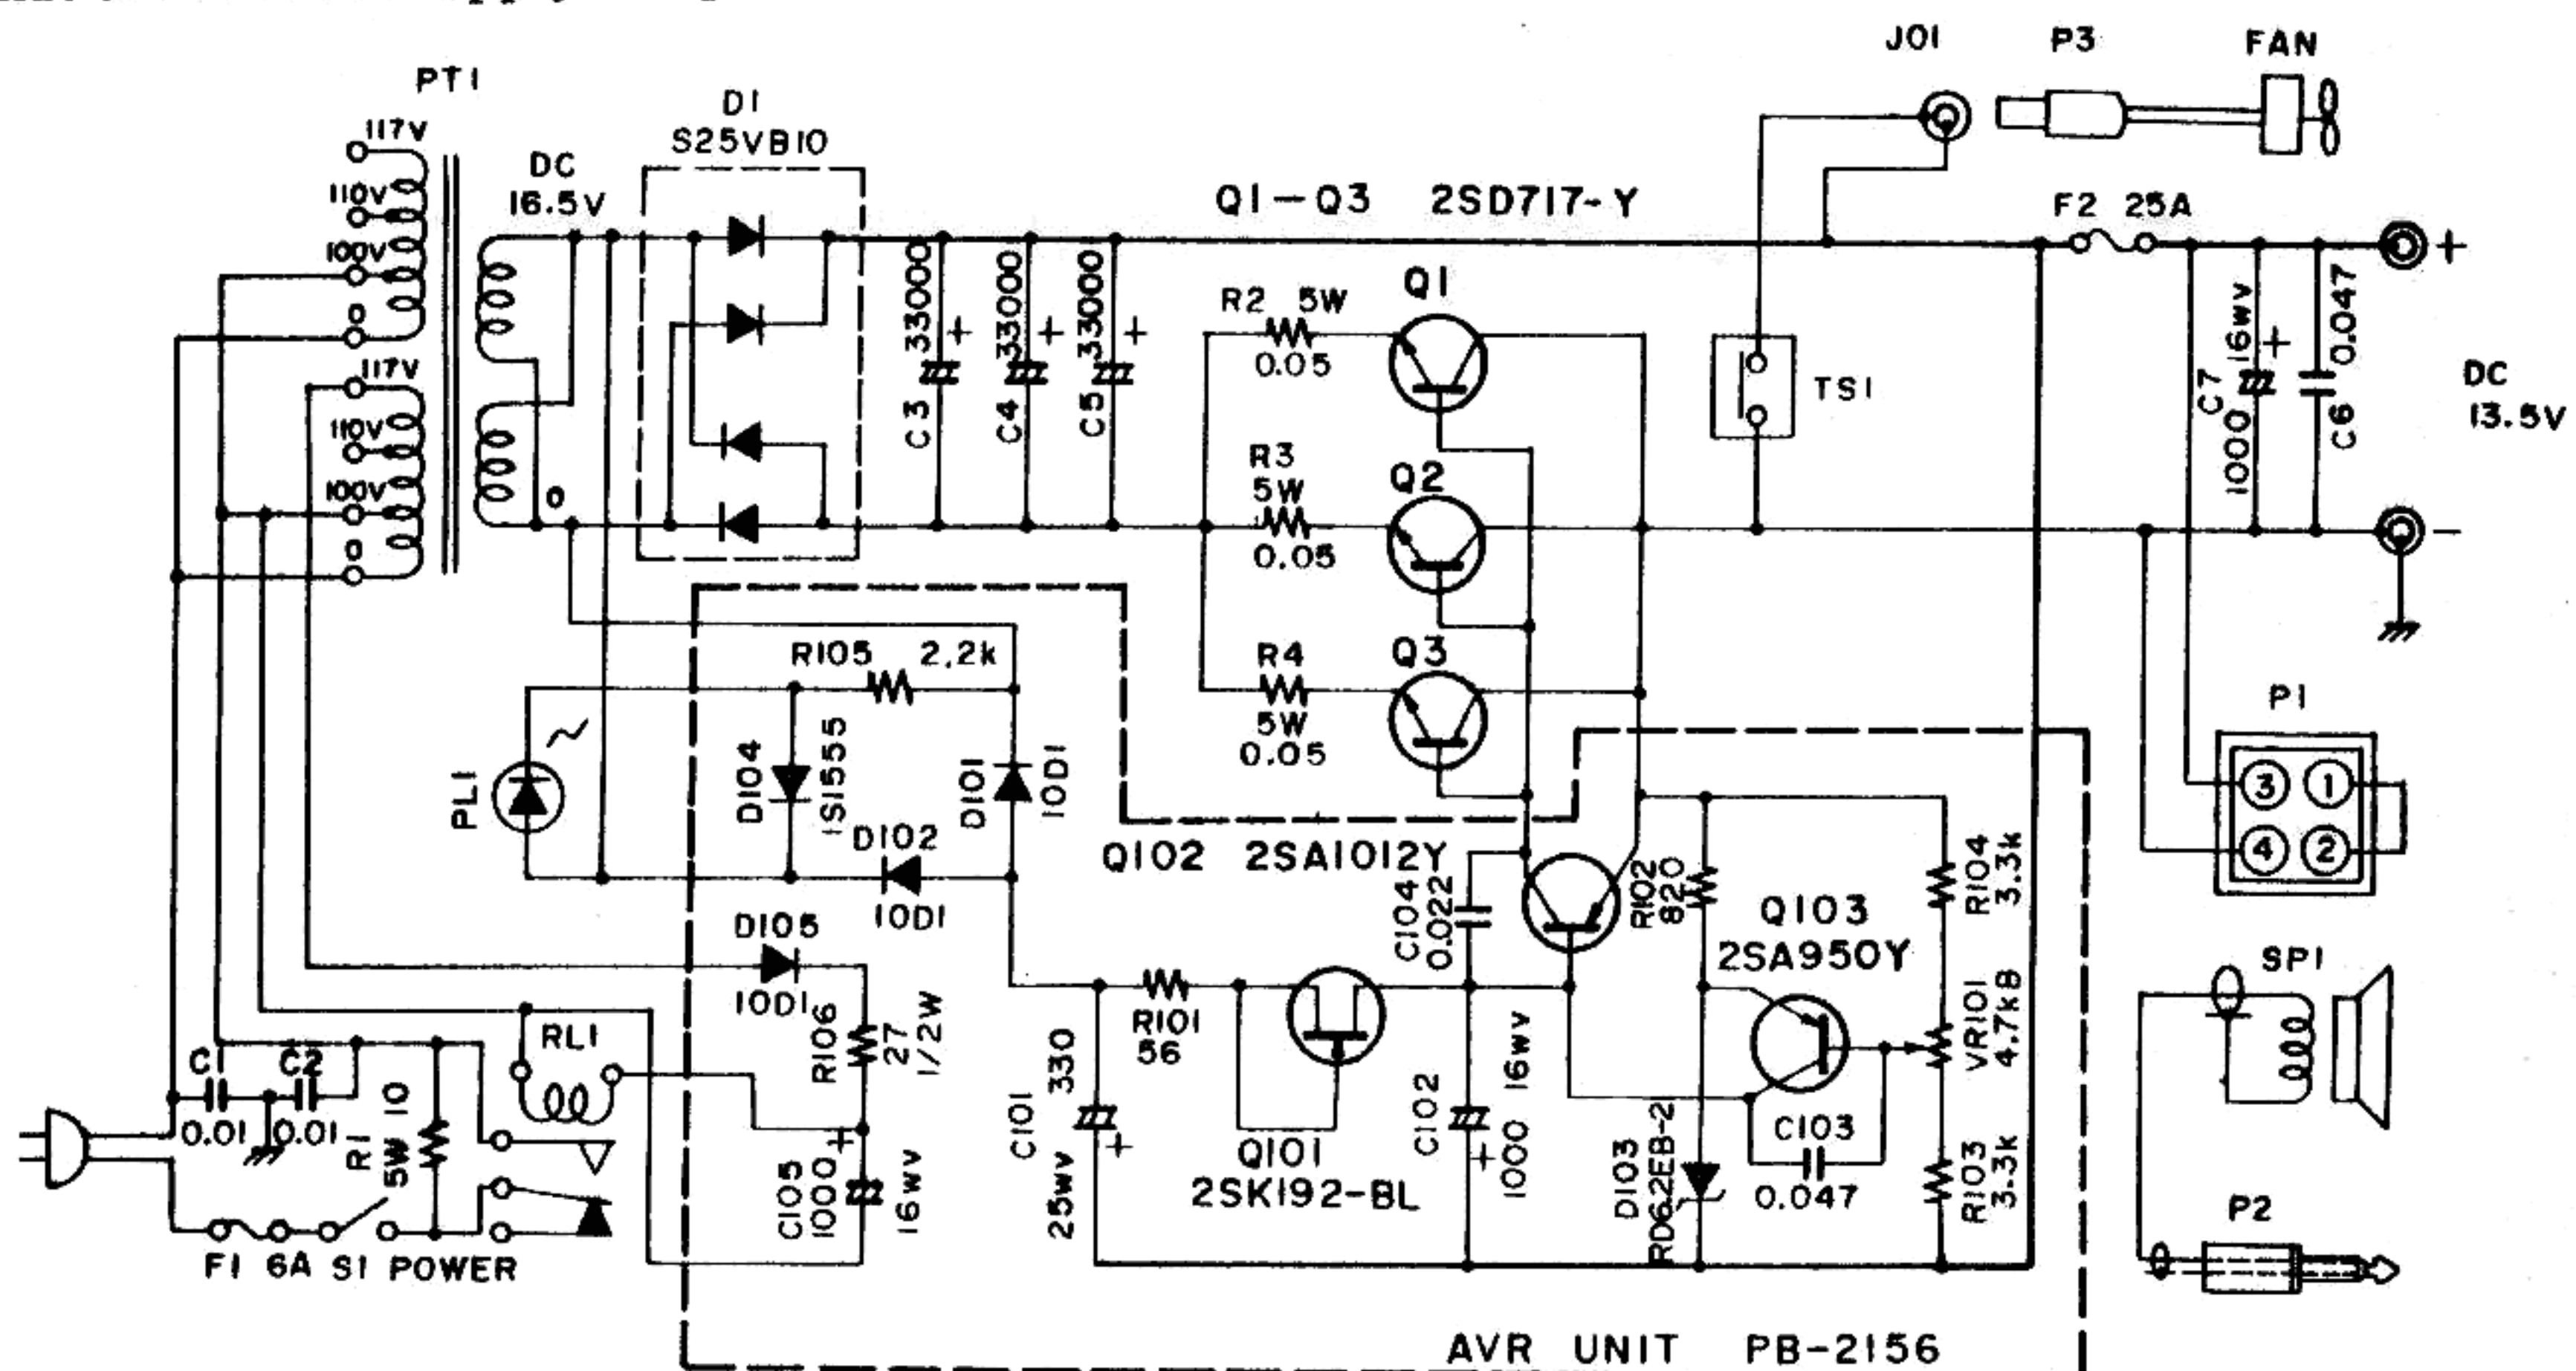 PT1
117V
110V
100V
0
117V
110V
100V
0
DC
16.5V
0
D1
S25VB10
C3 33000 +
C4 33000 +
C5 33000 +
Q1-Q3 2SD717-Y
R2 5W
0.05
Q1
R3
5W
0.05
Q2
R4
5W
0.05
Q3
J01
P3
FAN
TS1
F2 25A
+
C7
1000 16wv
+
C6 0.047
DC
13.5V
-
P1
3
1
4
2
SP1
P2
R105 2.2k
PL1
D104
1S1555
D101
10D1
D102
10D1
D105
10D1
R106
27
1/2W
RL1
C1
0.01
C2
0.01
R1
5W 10
F1 6A S1 POWER
C105
1000
+
16wv
Q102 2SA1012Y
C104
0.022
R102
820
Q103
2SA950Y
R104
3.3k
VR101
4.7kB
R103
3.3k
R101
56
C101 330
25wv
+
Q101
2SK192-BL
C102
+
1000 16wv
D103
RD6.2EB-2
C103
0.047
AVR UNIT PB-2156